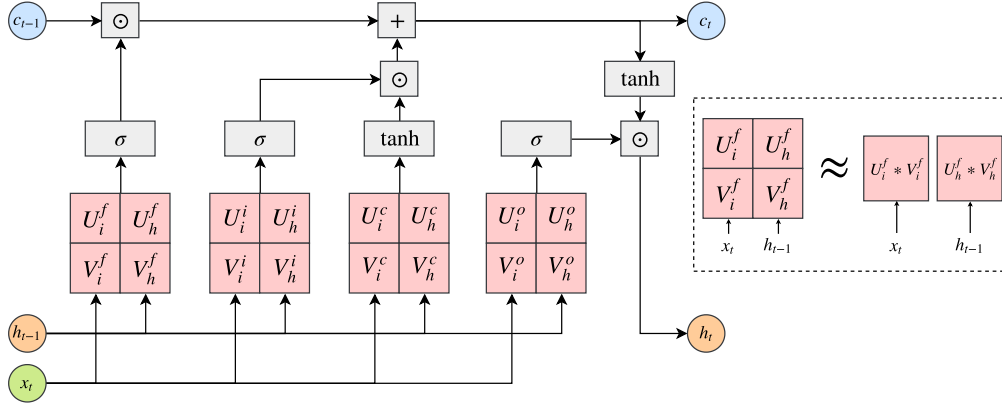 c_{t-1} ⊙ + c_t
⊙ tanh
σ σ tanh σ ⊙
U_i^f U_h^f U_i^i U_h^i U_i^c U_h^c U_i^o U_h^o
V_i^f V_h^f V_i^i V_h^i V_i^c V_h^c V_i^o V_h^o
h_{t-1} h_t
x_t
U_i^f U_h^f
V_i^f V_h^f
≈ U_i^f * V_i^f U_h^f * V_h^f
x_t h_{t-1} x_t h_{t-1}